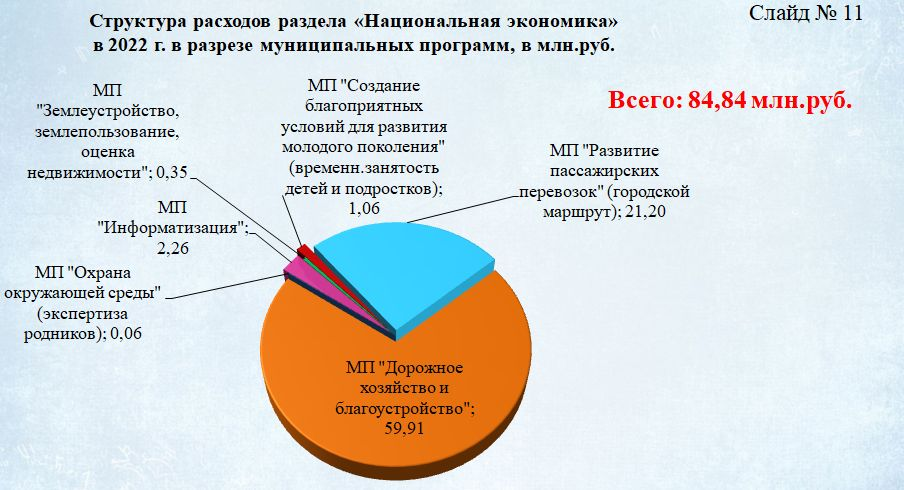 Слайд № 11
Структура расходов раздела «Национальная экономика»
в 2022 г. в разрезе муниципальных программ, в млн.руб.
Всего: 84,84 млн.руб.
МП
"Землеустройство,
землепользование,
оценка
недвижимости"; 0,35
МП "Создание
благоприятных
условий для развития
молодого поколения"
(временн.занятость
детей и подростков);
1,06
МП "Развитие
пассажирских
перевозок" (городской
маршрут); 21,20
МП
"Информатизация";
2,26
МП "Охрана
окружающей среды"
(экспертиза
родников); 0,06
МП "Дорожное
хозяйство и
благоустройство";
59,91